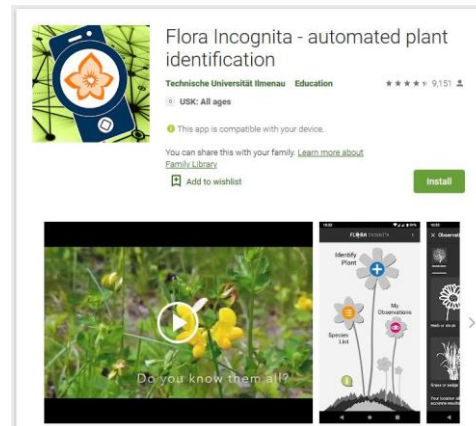 Flora Incognita - automated plant
identification
Technische Universität Ilmenau Education 9,151
USK: All ages
This app is compatible with your device.
You can share this with your family. Learn more about
Family Library
Add to wishlist
Install
Do you know them all?
FLORA INCOGNITA
Identify
Plant
My
Observations
Species
List